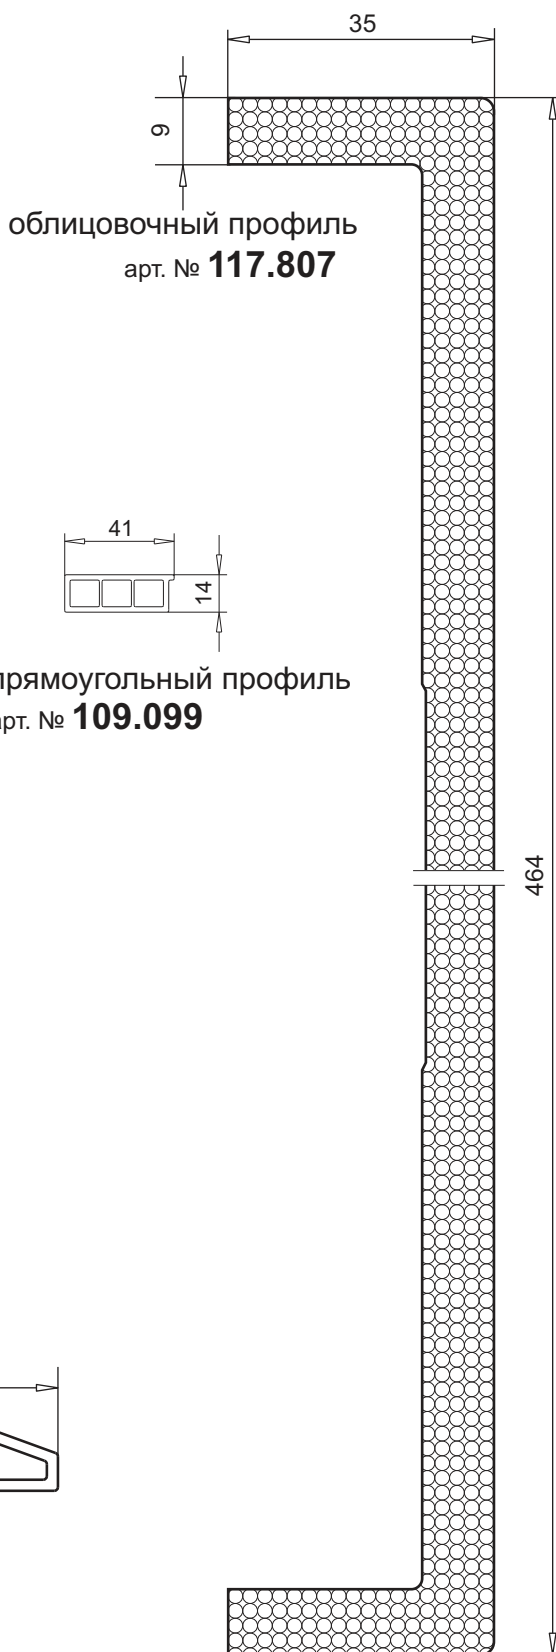 35
9
облицовочный профиль
арт. № 117.807
41
14
прямоугольный профиль
арт. № 109.099
464